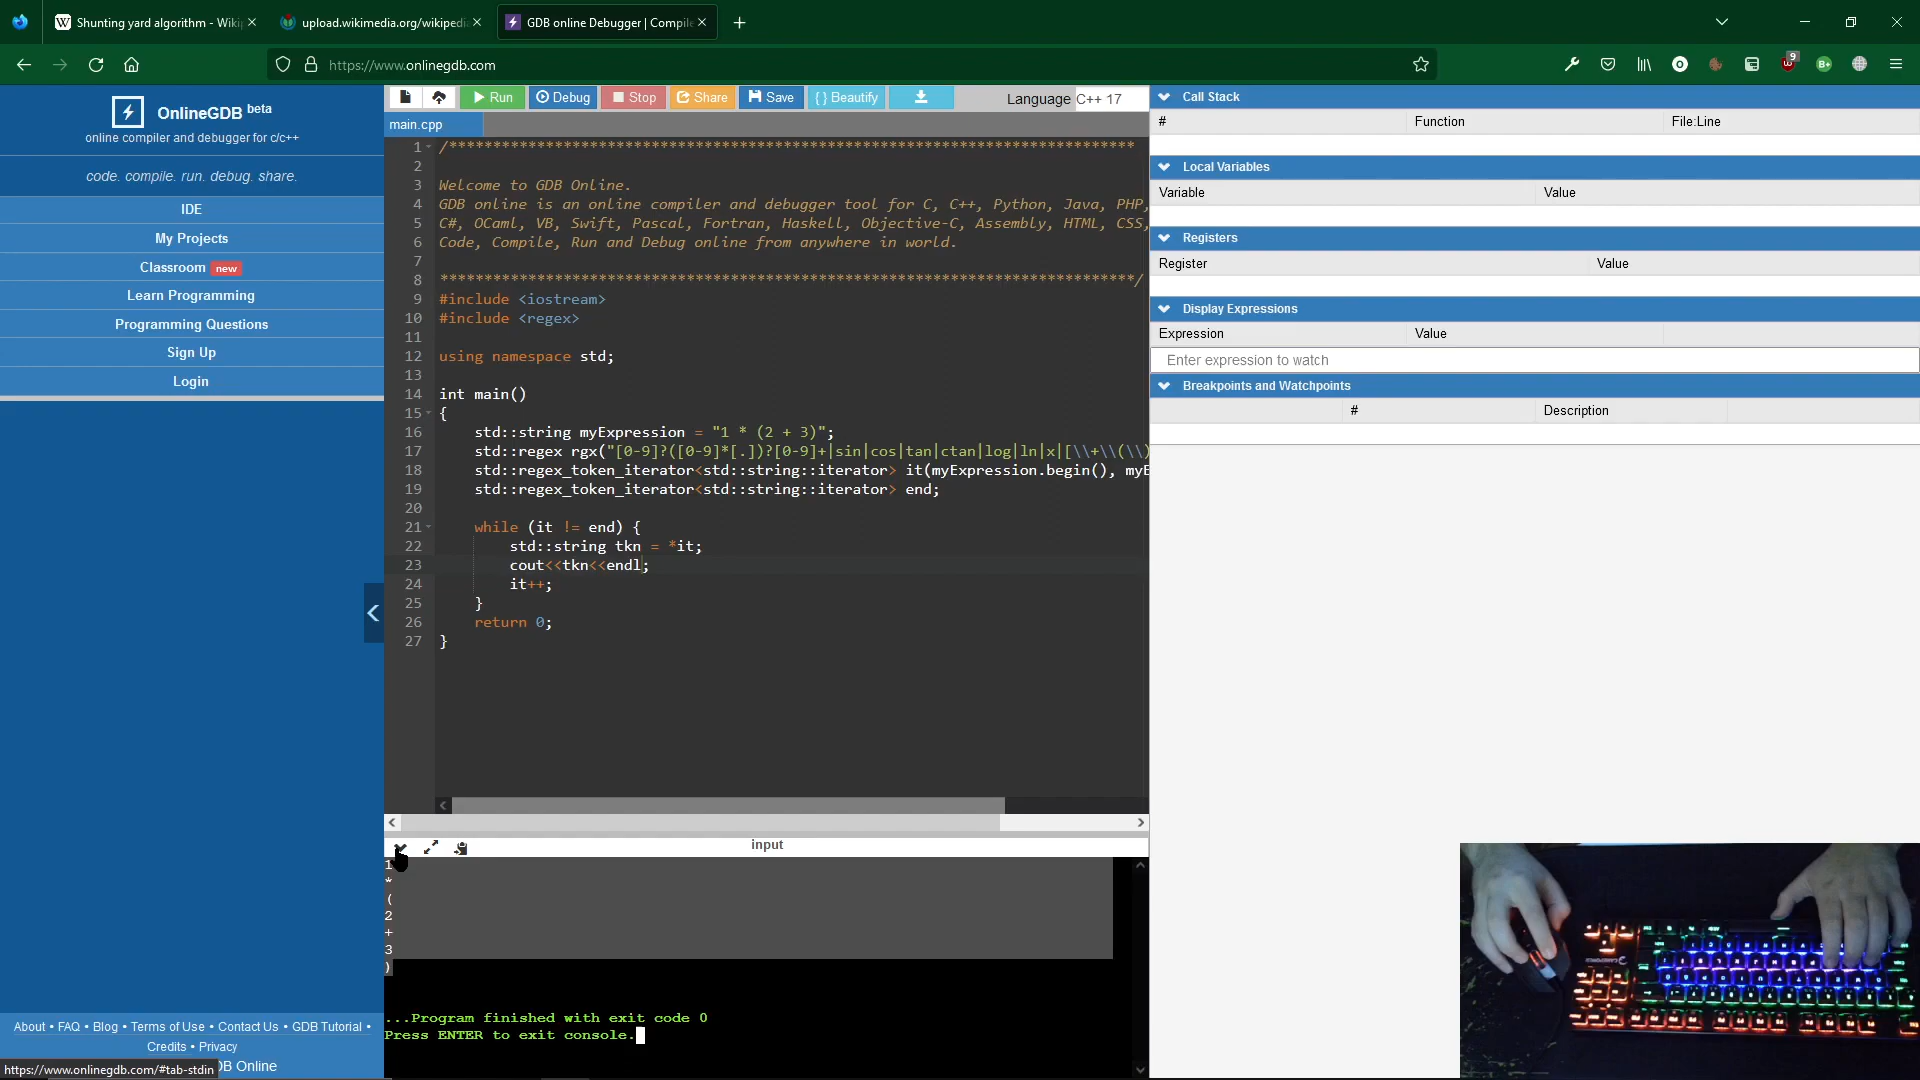 Shunting yard algorithm - Wiki
upload.wikimedia.org/wikipedi
GDB online Debugger | Compile
https://www.onlinegdb.com
9
OnlineGDB beta
online compiler and debugger for c/c++
code. compile. run. debug. share.
IDE
My Projects
Classroom new
Learn Programming
Programming Questions
Sign Up
Login
About • FAQ • Blog • Terms of Use • Contact Us • GDB Tutorial •
Credits • Privacy
DB Online
https://www.onlinegdb.com/#tab-stdin
Run
Debug
Stop
Share
Save
{ } Beautify
Language C++ 17
main.cpp
1 /******************************************************************************
2
3 Welcome to GDB Online.
4 GDB online is an online compiler and debugger tool for C, C++, Python, Java, PHP,
5 C#, OCaml, VB, Swift, Pascal, Fortran, Haskell, Objective-C, Assembly, HTML, CSS,
6 Code, Compile, Run and Debug online from anywhere in world.
7
8 *******************************************************************************/
9 #include <iostream>
10 #include <regex>
11
12 using namespace std;
13
14 int main()
15 {
16 std::string myExpression = "1 * (2 + 3)";
17 std::regex rgx("[0-9]?([0-9]*[.])?[0-9]+|sin|cos|tan|ctan|log|ln|x|[\\+\\(\\)
18 std::regex_token_iterator<std::string::iterator> it(myExpression.begin(), myE
19 std::regex_token_iterator<std::string::iterator> end;
20
21 while (it != end) {
22 std::string tkn = *it;
23 cout<<tkn<<endl;
24 it++;
25 }
26 return 0;
27 }
input
1
*
(
2
+
3
)
...Program finished with exit code 0
Press ENTER to exit console.
Call Stack
# Function File:Line
Local Variables
Variable Value
Registers
Register Value
Display Expressions
Expression Value
Enter expression to watch
Breakpoints and Watchpoints
# Description